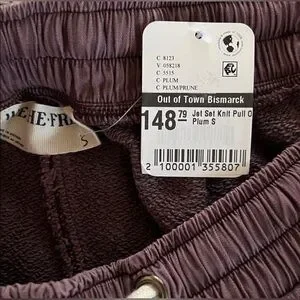 C 8123
V 058218
C 5515
C PLUM
C PLUM/PRUNE
Out of Town Bismarck
148 79
Jet Set Knit Pull O
Plum S
2 100001 355807
S